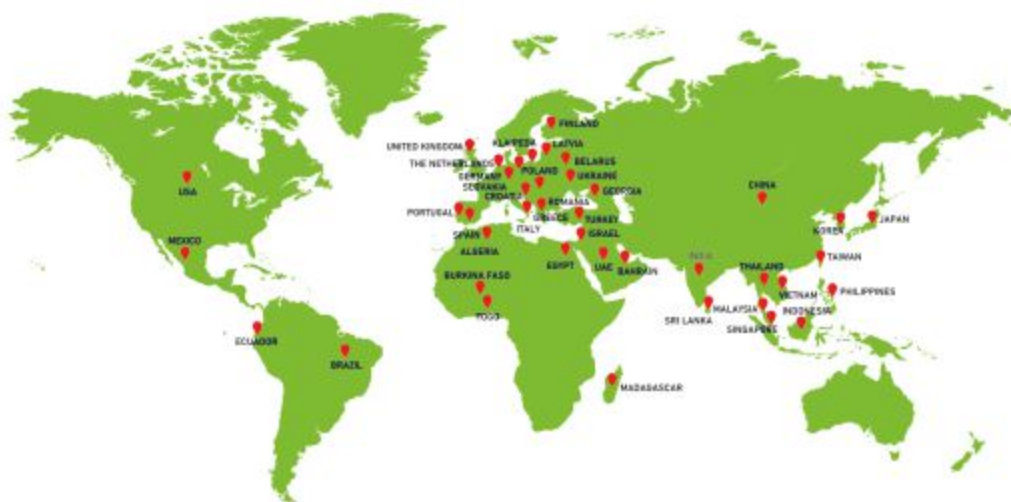 FINLAND
UNITED KINGDOM
LATVIA
THE NETHERLANDS
BELARUS
GERMANY
POLAND
UKRAINE
USA
SLOVAKIA
GEORGIA
CHINA
ROMANIA
PORTUGAL
GREECE
TURKEY
JAPAN
KOREA
ITALY
SPAIN
ISRAEL
MEXICO
ALGERIA
EGYPT
UAE
BAHRAIN
INDIA
TAIWAN
THAILAND
BURKINA FASO
VIETNAM
PHILIPPINES
MALAYSIA
INDONESIA
TOGO
SRI LANKA
SINGAPORE
ECUADOR
BRAZIL
MADAGASCAR